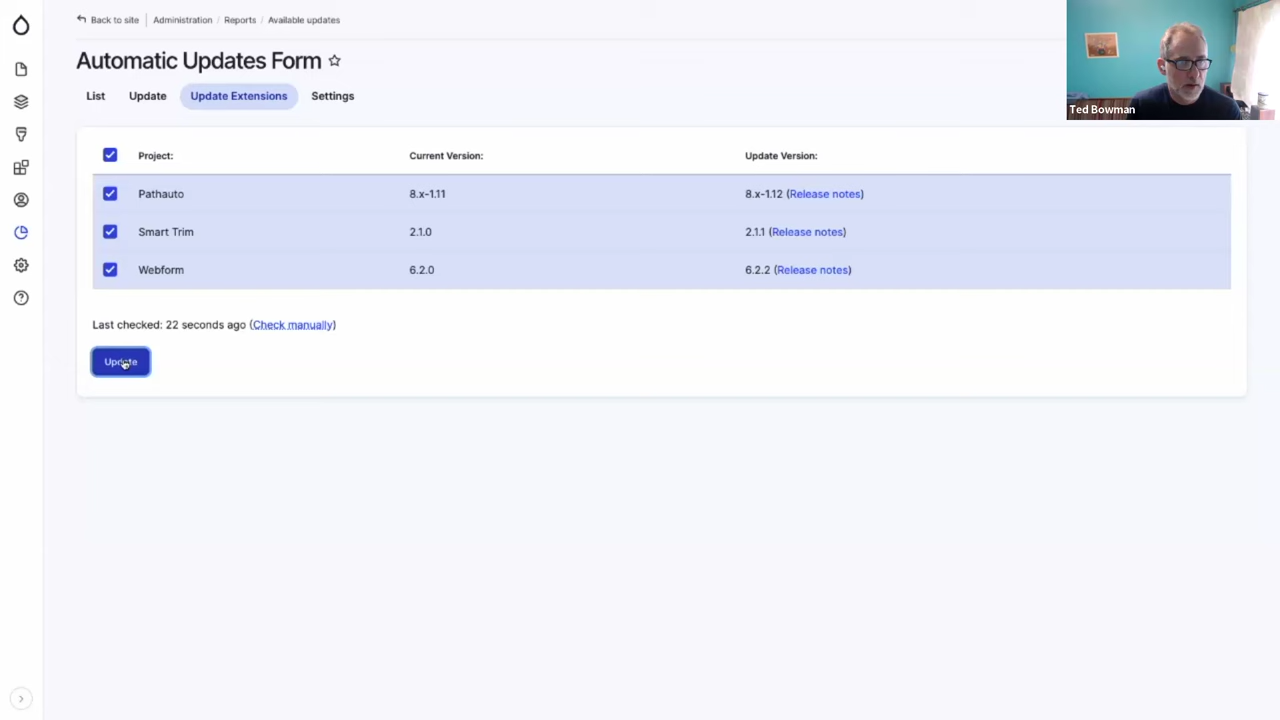 Back to site
Administration / Reports / Available updates
Automatic Updates Form
List Update Update Extensions Settings
Ted Bowman
Project: Current Version: Update Version:
Pathauto 8.x-1.11 8.x-1.12 (Release notes)
Smart Trim 2.1.0 2.1.1 (Release notes)
Webform 6.2.0 6.2.2 (Release notes)
Last checked: 22 seconds ago (Check manually)
Update